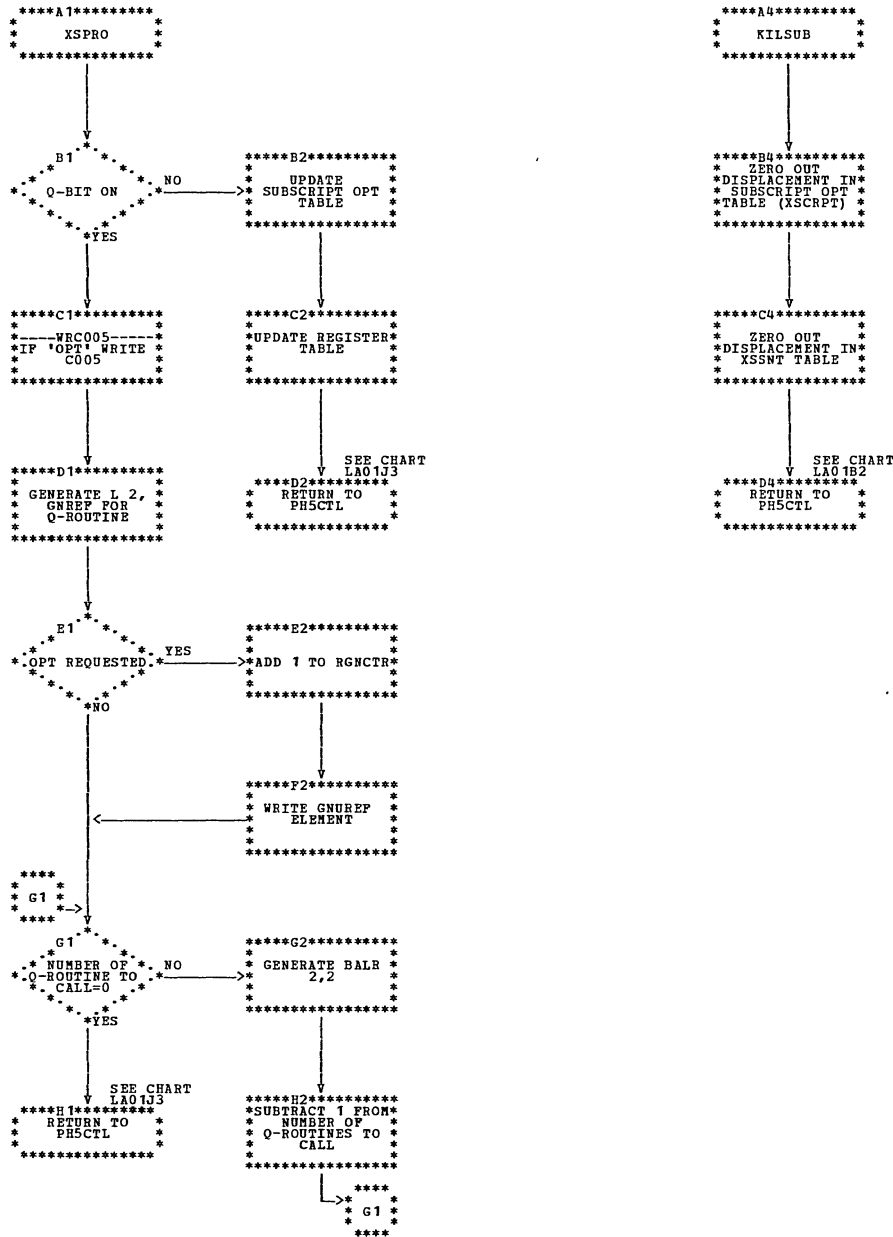 A1
XSPRO
B1
Q-BIT ON
NO
YES
B2
UPDATE
SUBSCRIPT OPT
TABLE
C1
----WRC005-----
IF 'OPT' WRITE
C005
C2
UPDATE REGISTER
TABLE
D1
GENERATE L 2,
GNREF FOR
Q-ROUTINE
SEE CHART
LA01J3
D2
RETURN TO
PH5CTL
E1
OPT REQUESTED
YES
NO
E2
ADD 1 TO RGNCTR
F2
WRITE GNUREF
ELEMENT
G1
G1
NUMBER OF
Q-ROUTINE TO
CALL=0
NO
YES
G2
GENERATE BALR
2,2
SEE CHART
LA01J3
H1
RETURN TO
PH5CTL
H2
SUBTRACT 1 FROM
NUMBER OF
Q-ROUTINES TO
CALL
G1
A4
KILSUB
B4
ZERO OUT
DISPLACEMENT IN
SUBSCRIPT OPT
TABLE (XSCRPT)
C4
ZERO OUT
DISPLACEMENT IN
XSSNT TABLE
SEE CHART
LA01B2
D4
RETURN TO
PH5CTL